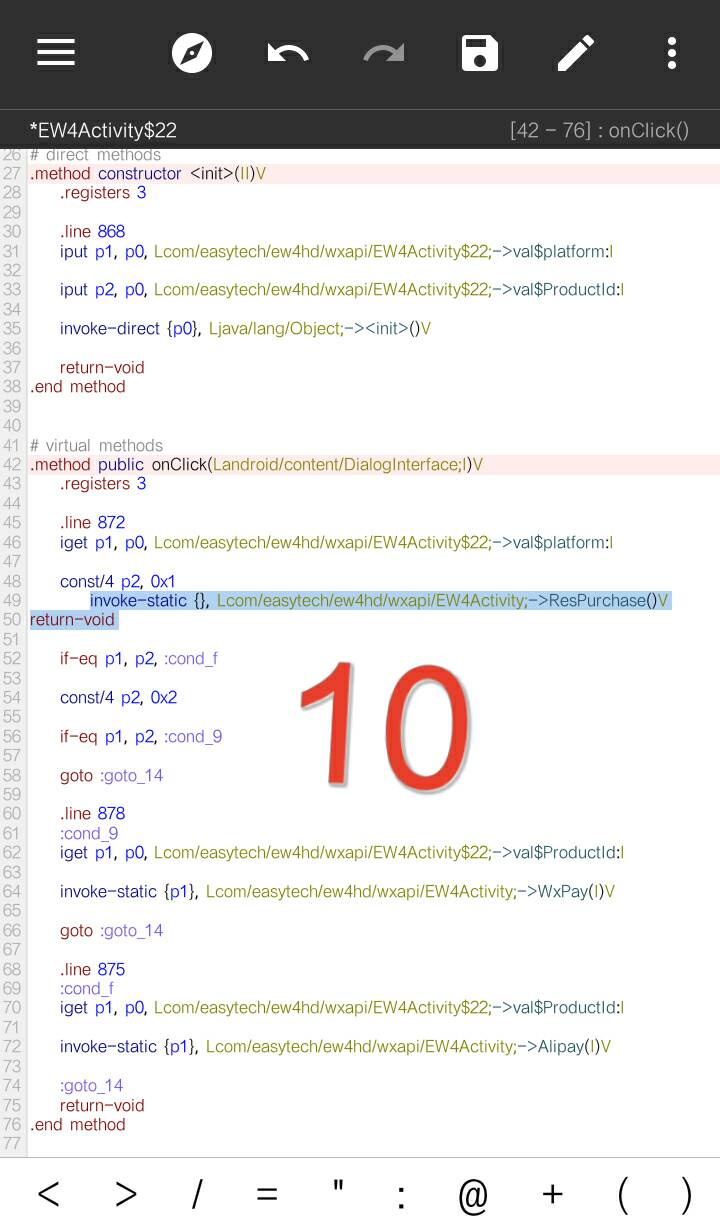 *EW4Activity$22
[42 - 76] : onClick()
26 # direct methods
27 .method constructor <init>(II)V
28 .registers 3
29
30 .line 868
31 iput p1, p0, Lcom/easytech/ew4hd/wxapi/EW4Activity$22;->val$platform:I
32
33 iput p2, p0, Lcom/easytech/ew4hd/wxapi/EW4Activity$22;->val$ProductId:I
34
35 invoke-direct {p0}, Ljava/lang/Object;-><init>()V
36
37 return-void
38 .end method
39
40
41 # virtual methods
42 .method public onClick(Landroid/content/DialogInterface;I)V
43 .registers 3
44
45 .line 872
46 iget p1, p0, Lcom/easytech/ew4hd/wxapi/EW4Activity$22;->val$platform:I
47
48 const/4 p2, 0x1
49 invoke-static {}, Lcom/easytech/ew4hd/wxapi/EW4Activity;->ResPurchase()V
50 return-void
51
52 if-eq p1, p2, :cond_f
53
54 const/4 p2, 0x2
55
56 if-eq p1, p2, :cond_9
57
58 goto :goto_14
59
60 .line 878
61 :cond_9
62 iget p1, p0, Lcom/easytech/ew4hd/wxapi/EW4Activity$22;->val$ProductId:I
63
64 invoke-static {p1}, Lcom/easytech/ew4hd/wxapi/EW4Activity;->WxPay(I)V
65
66 goto :goto_14
67
68 .line 875
69 :cond_f
70 iget p1, p0, Lcom/easytech/ew4hd/wxapi/EW4Activity$22;->val$ProductId:I
71
72 invoke-static {p1}, Lcom/easytech/ew4hd/wxapi/EW4Activity;->Alipay(I)V
73
74 :goto_14
75 return-void
76 .end method
77
10
< > / = " : @ + ( )